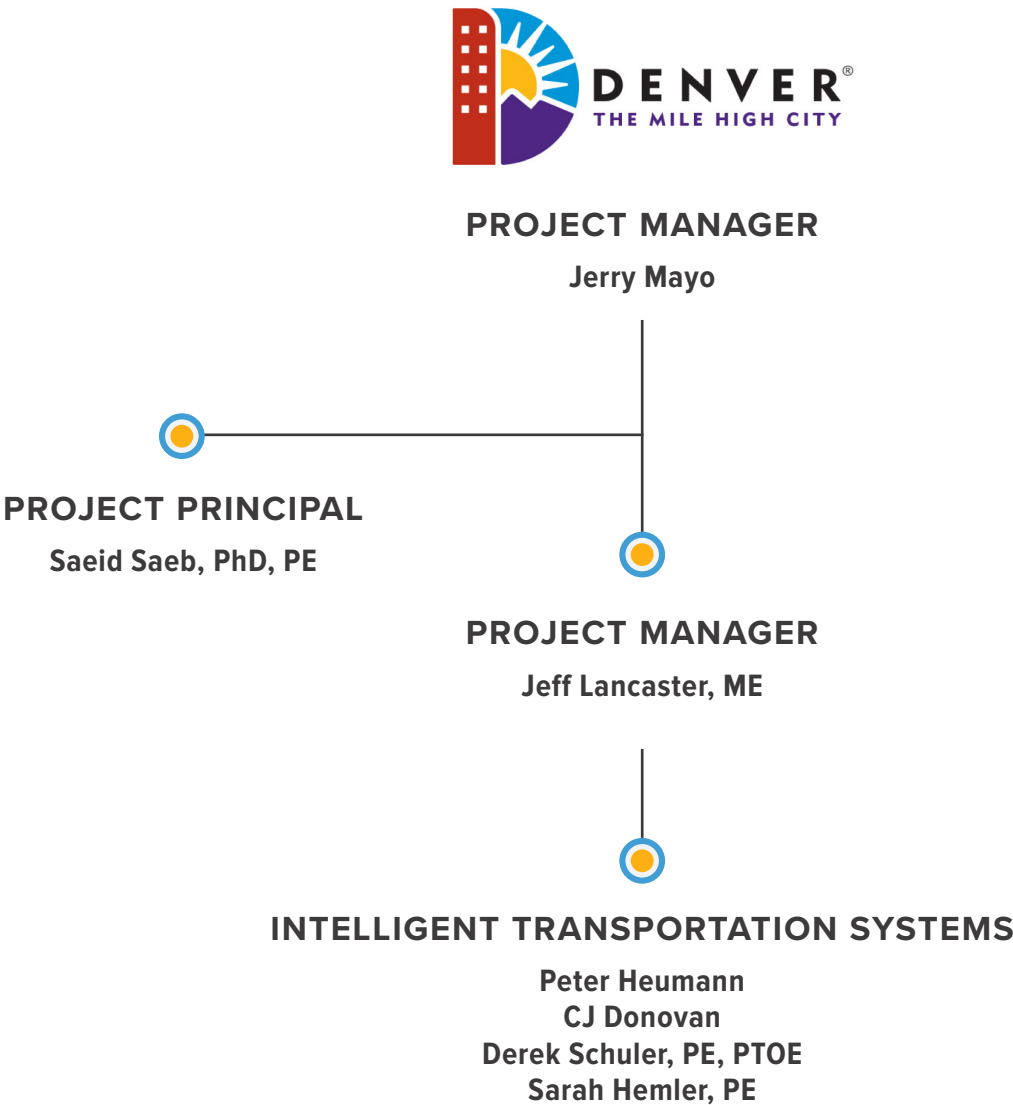 DENVER®
THE MILE HIGH CITY
PROJECT MANAGER
Jerry Mayo
PROJECT PRINCIPAL
Saeid Saeb, PhD, PE
PROJECT MANAGER
Jeff Lancaster, ME
INTELLIGENT TRANSPORTATION SYSTEMS
Peter Heumann
CJ Donovan
Derek Schuler, PE, PTOE
Sarah Hemler, PE